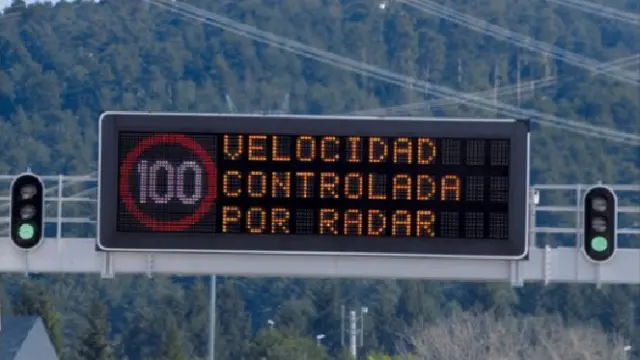 100
VELOCIDAD
CONTROLADA
POR RADAR